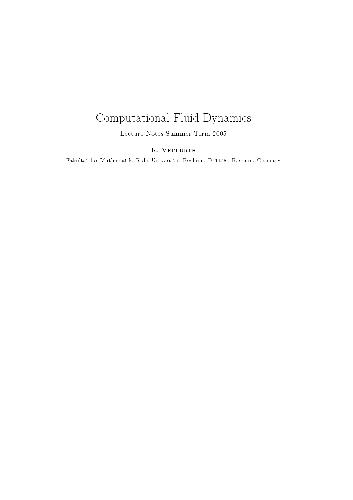 Computational Fluid Dynamics
Lecture Notes Summer Term 2005
R. Verfürth
Fakultät für Mathematik, Ruhr-Universität Bochum, Bochum, Germany